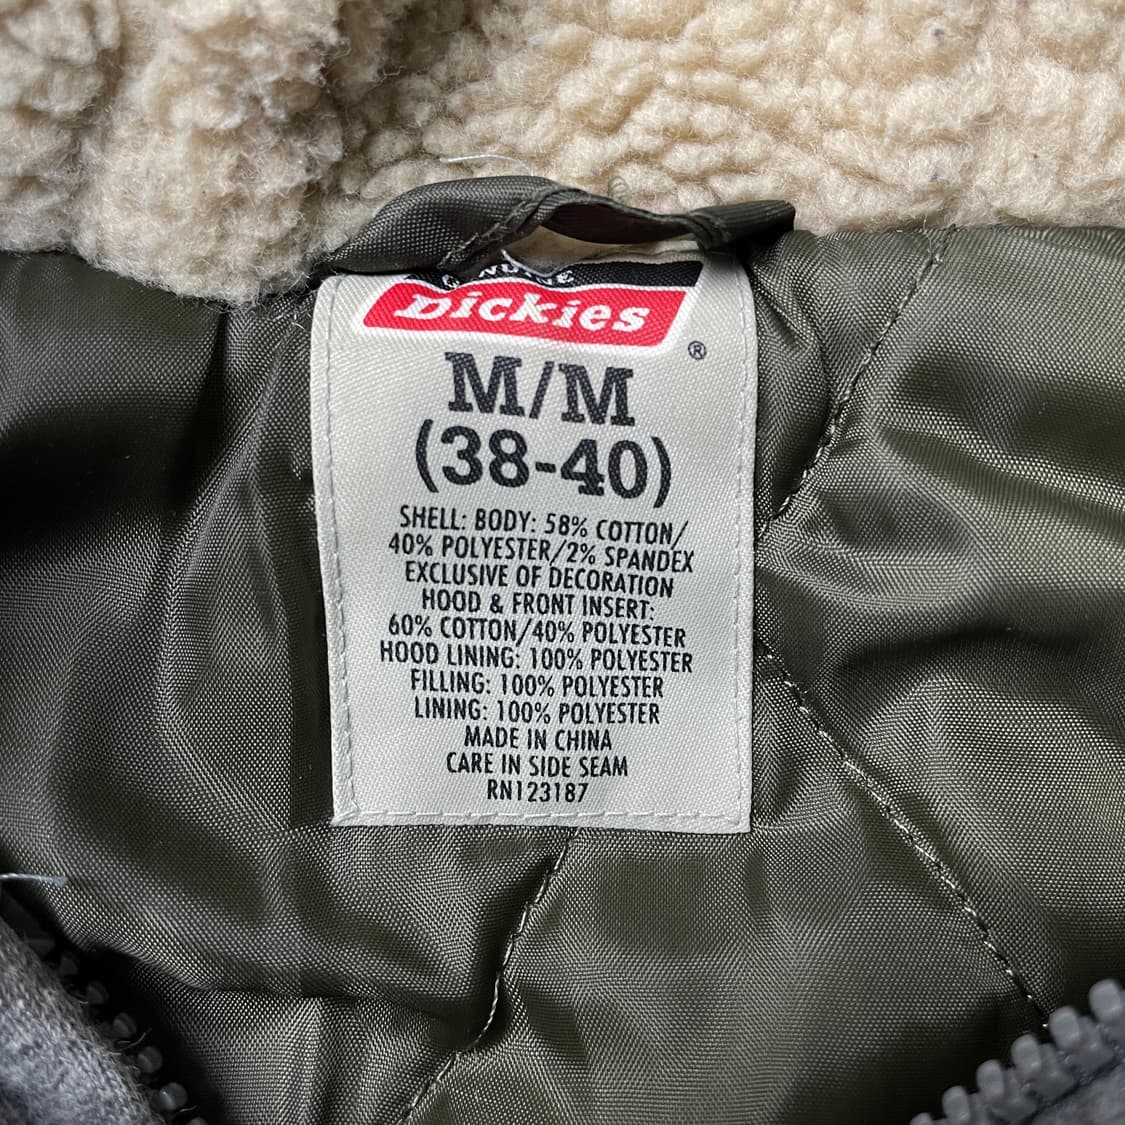 GENUINE
Dickies
®
M/M
(38-40)
SHELL: BODY: 58% COTTON/
40% POLYESTER/2% SPANDEX
EXCLUSIVE OF DECORATION
HOOD & FRONT INSERT:
60% COTTON/40% POLYESTER
HOOD LINING: 100% POLYESTER
FILLING: 100% POLYESTER
LINING: 100% POLYESTER
MADE IN CHINA
CARE IN SIDE SEAM
RN123187